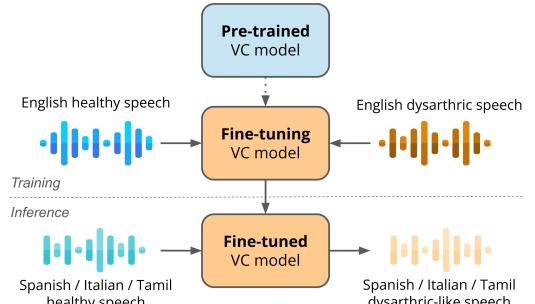 Pre-trained
VC model
English healthy speech
English dysarthric speech
Fine-tuning
VC model
Training
Inference
Fine-tuned
VC model
Spanish / Italian / Tamil
healthy speech
Spanish / Italian / Tamil
dysarthric-like speech